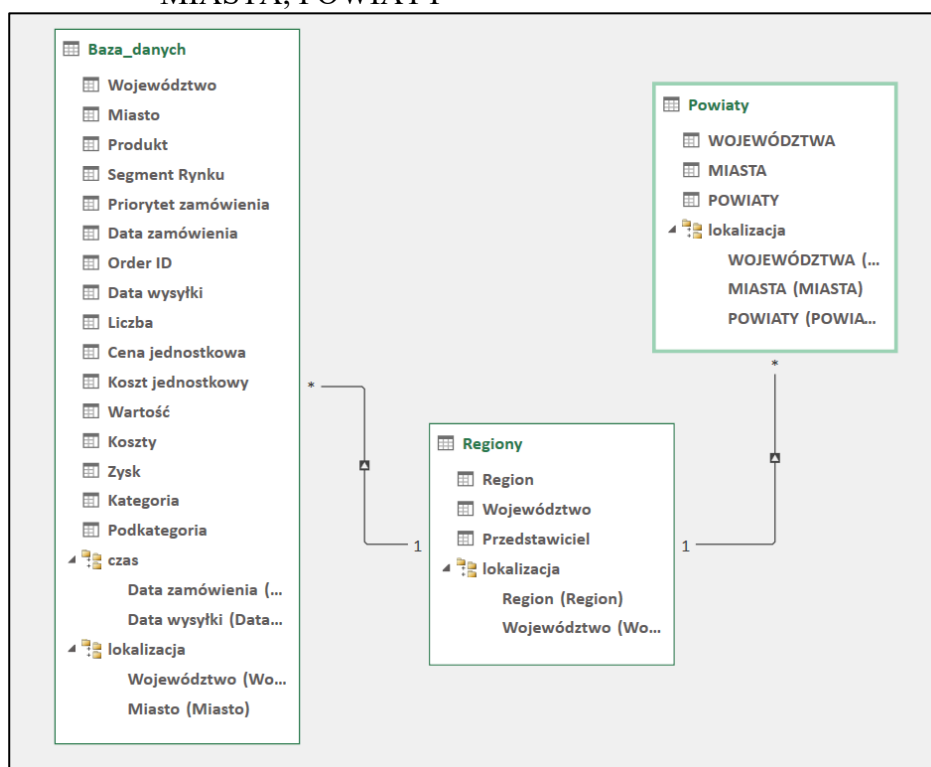 MIASTA, POWIATY
Baza_danych
Województwo
Miasto
Produkt
Segment Rynku
Priorytet zamówienia
Data zamówienia
Order ID
Data wysyłki
Liczba
Cena jednostkowa
Koszt jednostkowy
Wartość
Koszty
Zysk
Kategoria
Podkategoria
czas
Data zamówienia (...
Data wysyłki (Data...
lokalizacja
Województwo (Wo...
Miasto (Miasto)
*
1
Regiony
Region
Województwo
Przedstawiciel
lokalizacja
Region (Region)
Województwo (Wo...
1
*
Powiaty
WOJEWÓDZTWA
MIASTA
POWIATY
lokalizacja
WOJEWÓDZTWA (...
MIASTA (MIASTA)
POWIATY (POWIA...